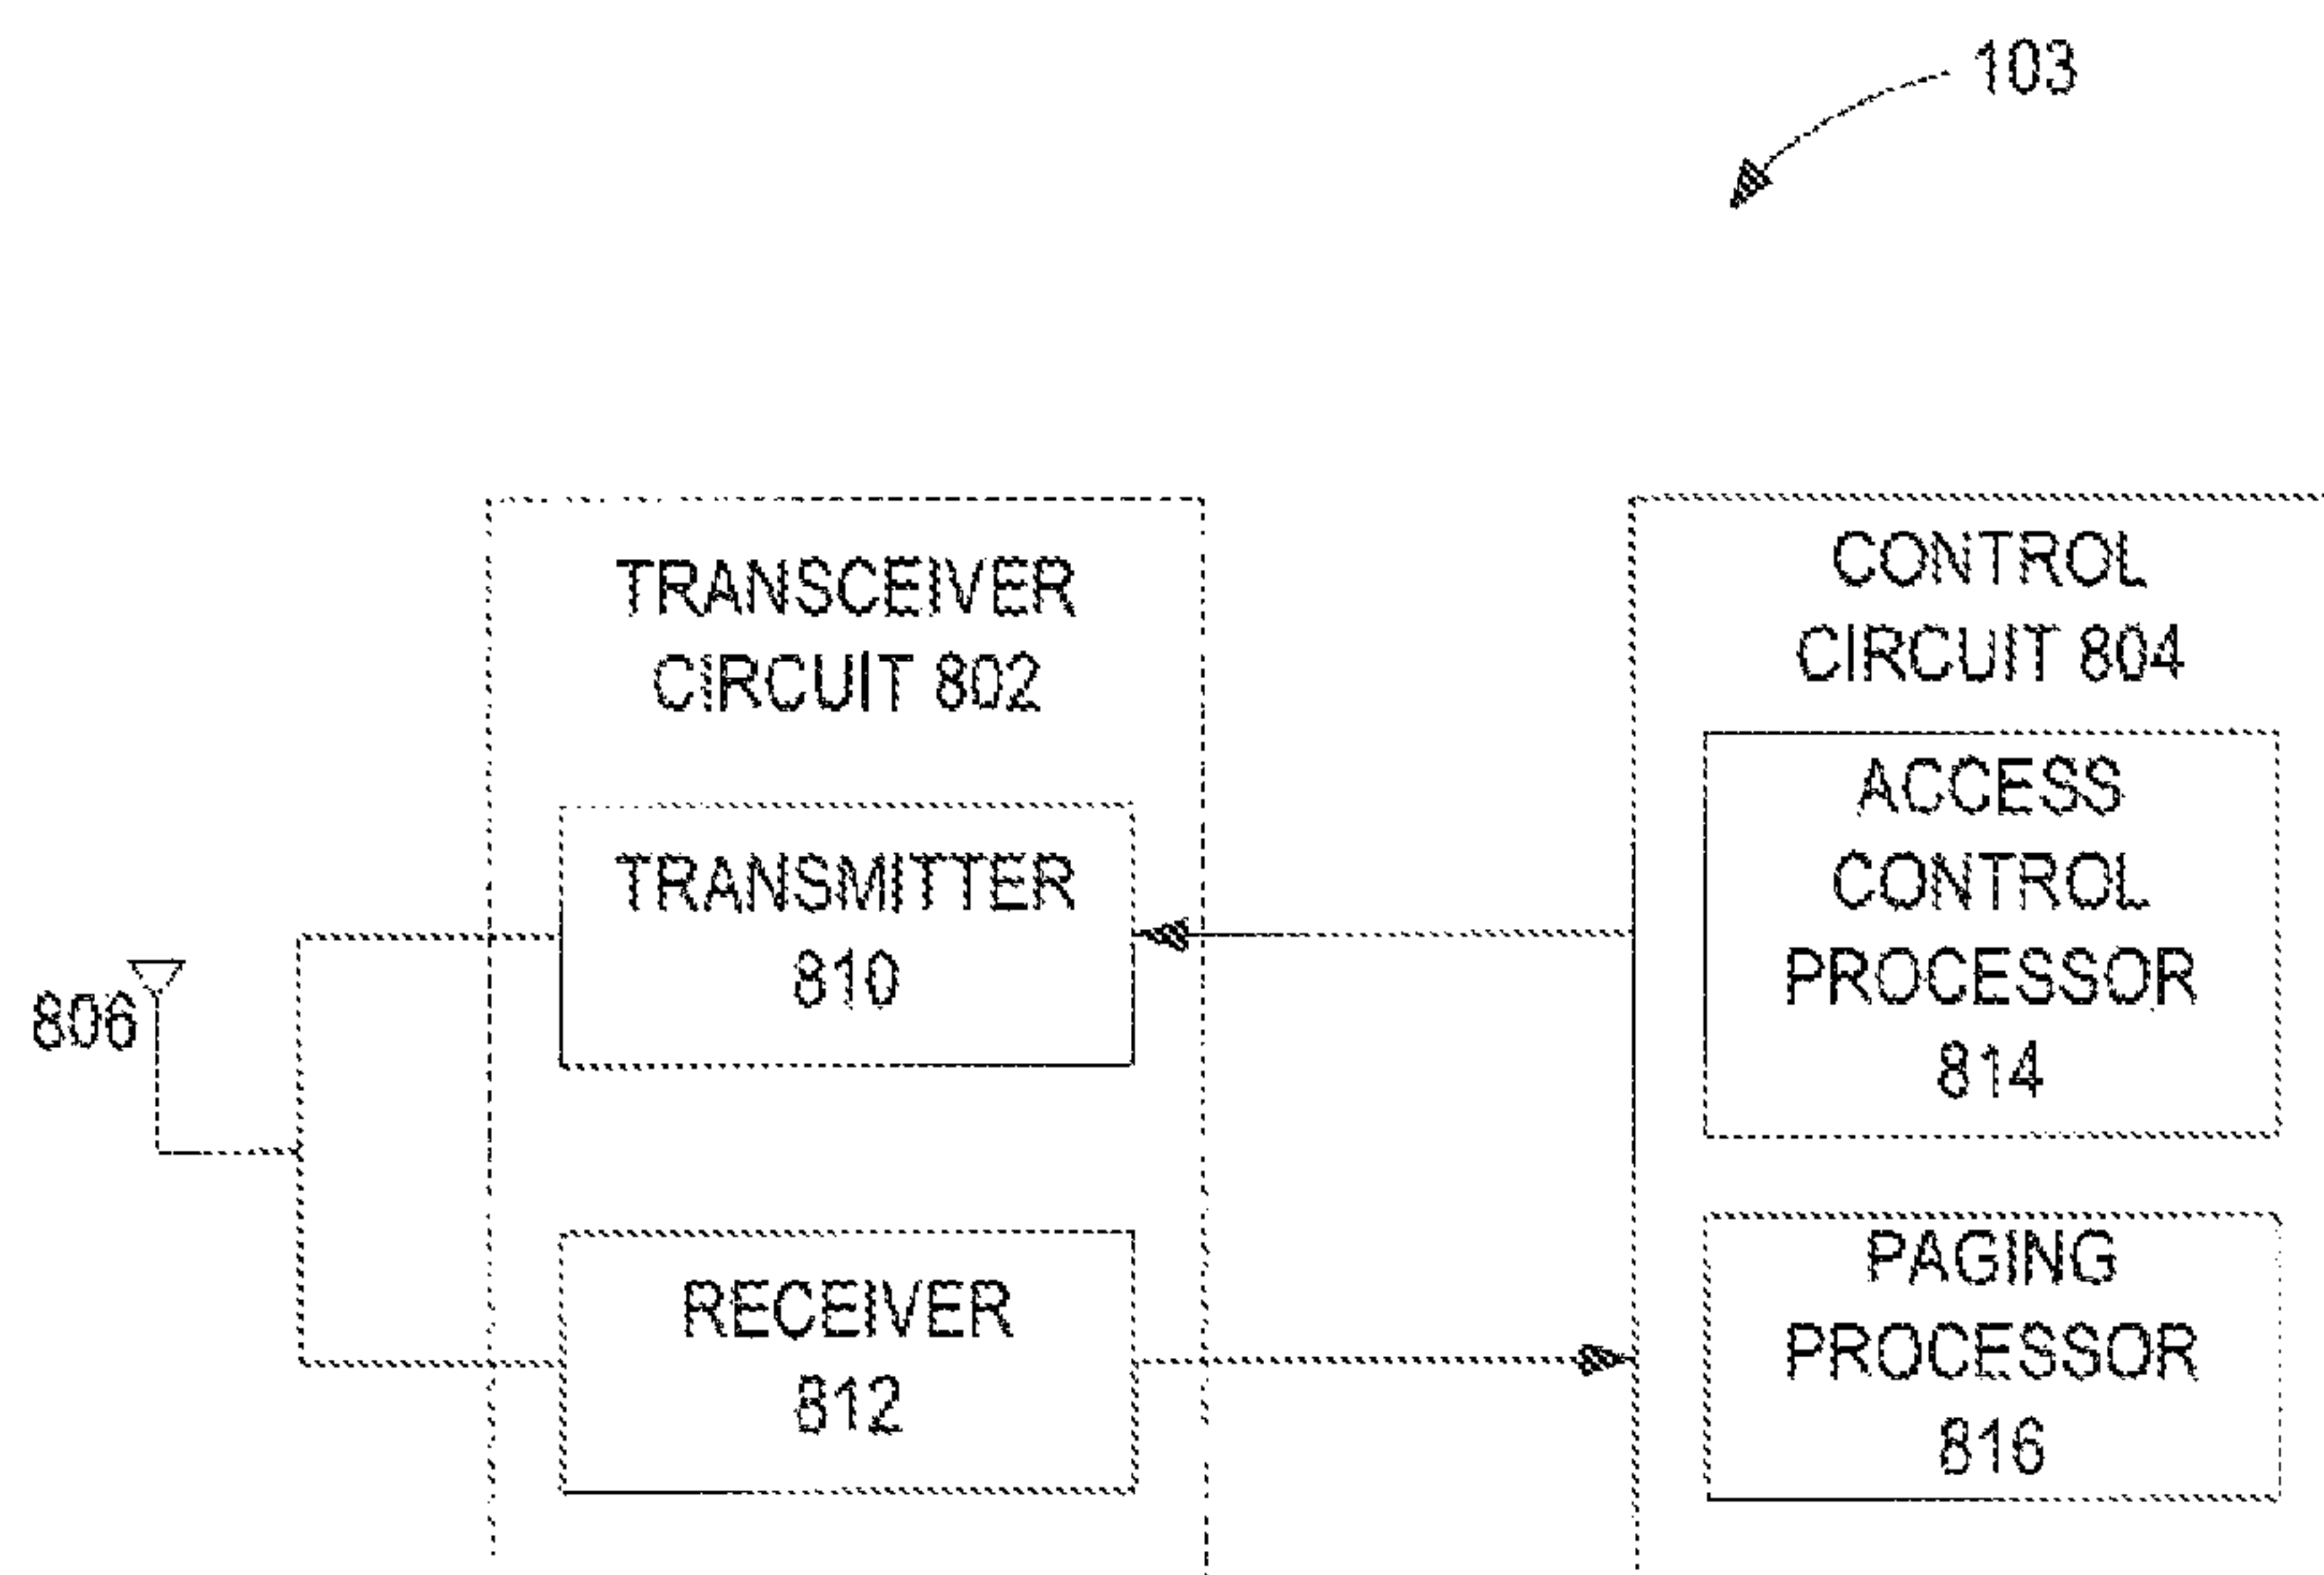 103
TRANSCEIVER
CIRCUIT 802
TRANSMITTER
810
806
RECEIVER
812
CONTROL
CIRCUIT 804
ACCESS
CONTROL
PROCESSOR
814
PAGING
PROCESSOR
816